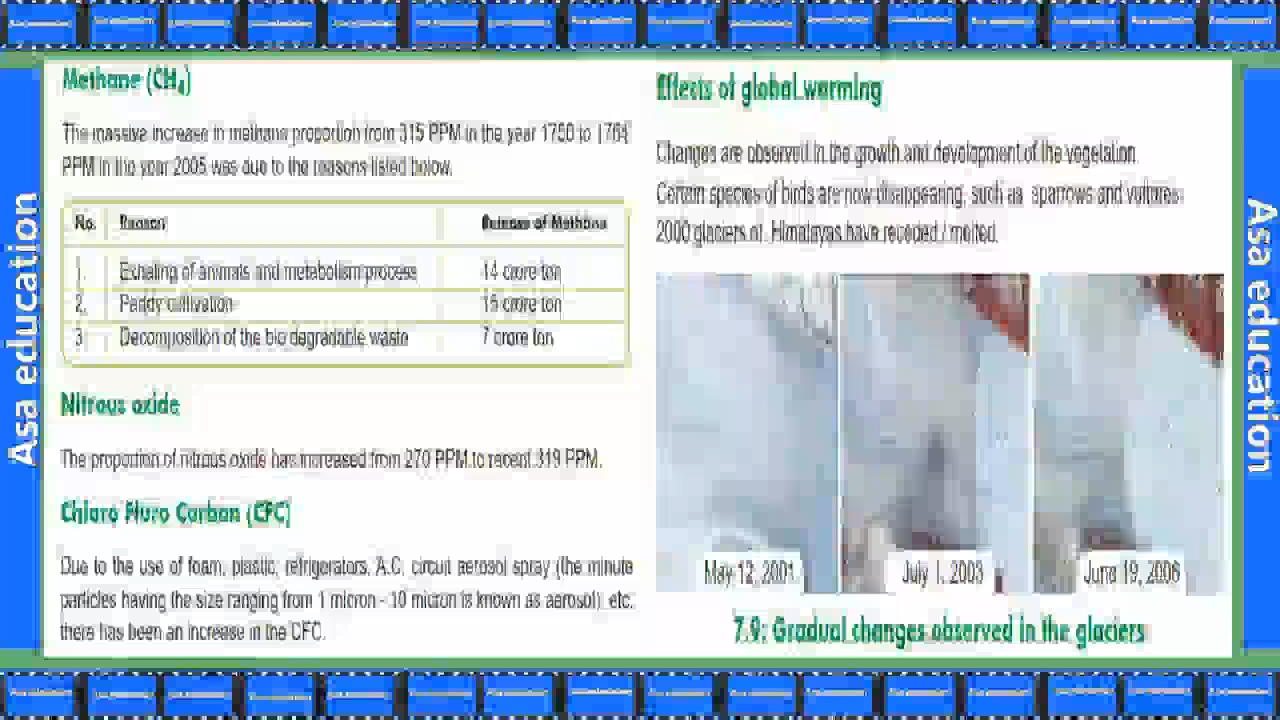 Methane (CH4)
The massive increase in methane proportion from 315 PPM in the year 1750 to
PPM in the year 2005 was due to the reasons listed below.
No. Reason Release of Methane
1. Exhaling of animals and metabolism process 14 crore ton
2. Paddy cultivation 15 crore ton
3. Decomposition of the bio degradable waste 7 crore ton
Nitrous oxide
The proportion of nitrous oxide has increased from 270 PPM to recent 319 PPM.
Chloro Fluro Carbon (CFC)
Due to the use of foam, plastic, refrigerators, A.C. circuit aerosol spray (the minute
particles having the size ranging from 1 micron - 10 micron is known as aerosol) etc.
there has been an increase in the CFC.
Effects of global warming
Changes are observed in the growth and development of the vegetation.
Certain species of birds are now disappearing, such as sparrows and vultures.
2000 glaciers of Himalayas have receded / melted.
May 12, 2001
July 1, 2003
June 19, 2006
7.9: Gradual changes observed in the glaciers
Asa education
Asa education